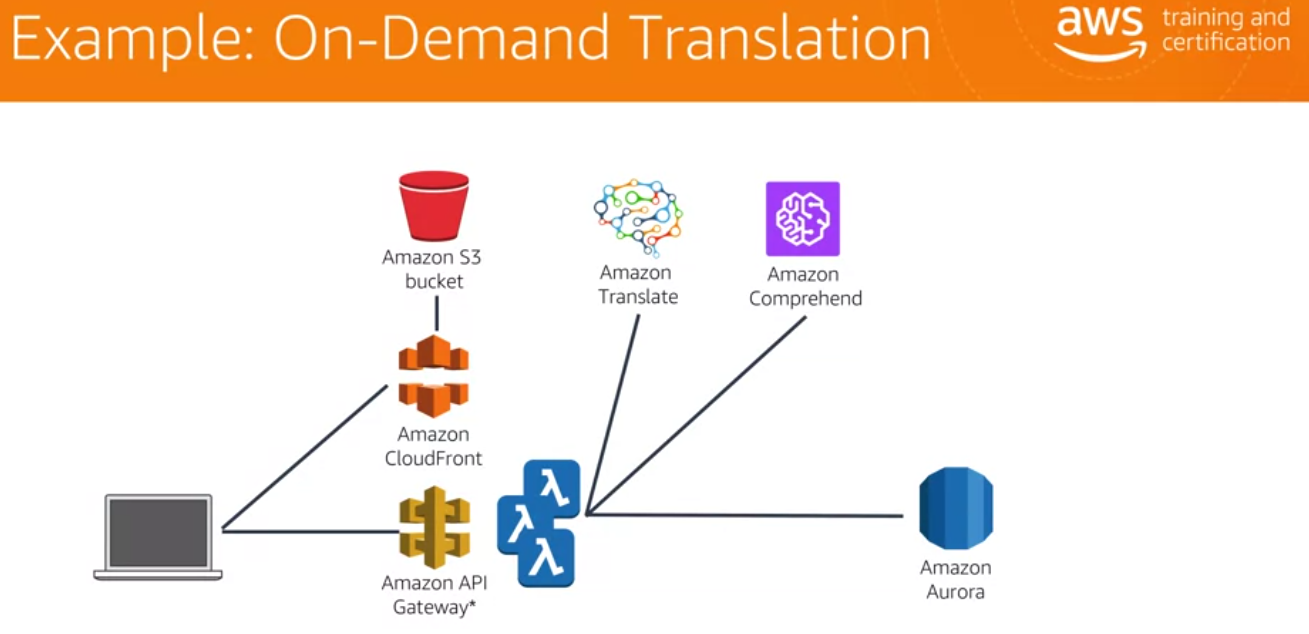 Example: On-Demand Translation
aws
training and
certification
Amazon S3
bucket
Amazon
Translate
Amazon
Comprehend
Amazon
CloudFront
λ
λ
λ
Amazon API
Gateway*
Amazon
Aurora